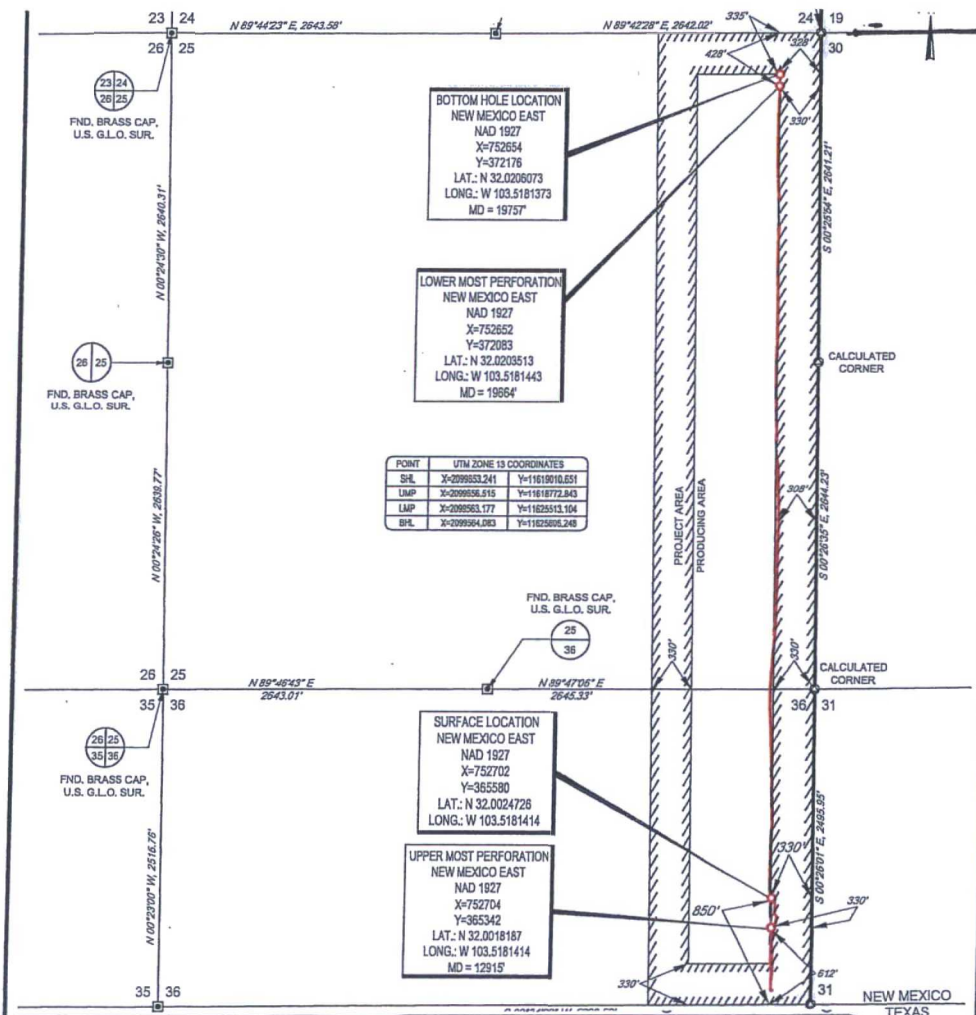 23 24
N 89°44'23" E, 2643.58'
N 89°42'28" E, 2642.02'
335'
24 19
26 25
30
428'
328'
23 24
26 25
FND. BRASS CAP,
U.S. G.L.O. SUR.
BOTTOM HOLE LOCATION
NEW MEXICO EAST
NAD 1927
X=752654
Y=372176
LAT.: N 32.0206073
LONG.: W 103.5181373
MD = 19757'
330'
N 00°24'30" W, 2640.31'
S 00°25'54" E, 2641.21'
LOWER MOST PERFORATION
NEW MEXICO EAST
NAD 1927
X=752652
Y=372083
LAT.: N 32.0203513
LONG.: W 103.5181443
MD = 19664'
26 25
FND. BRASS CAP,
U.S. G.L.O. SUR.
CALCULATED
CORNER
POINT UTM ZONE 13 COORDINATES
SHL X=2099953.241 Y=11619010.651
UMP X=2099956.515 Y=11618772.843
LMP X=2099563.177 Y=11625513.104
BHL X=2099564.083 Y=11625605.248
308'
N 00°24'26" W, 2639.77'
PROJECT AREA
PRODUCING AREA
S 00°26'35" E, 2644.23'
FND. BRASS CAP,
U.S. G.L.O. SUR.
25
36
26 25
N 89°46'43" E
2643.01'
N 89°47'06" E
2645.33'
330'
330'
CALCULATED
CORNER
35 36
36 31
26 25
35 36
FND. BRASS CAP,
U.S. G.L.O. SUR.
SURFACE LOCATION
NEW MEXICO EAST
NAD 1927
X=752702
Y=365580
LAT.: N 32.0024726
LONG.: W 103.5181414
S 00°26'01" E, 2495.95'
330'
N 00°23'00" W, 2516.76'
UPPER MOST PERFORATION
NEW MEXICO EAST
NAD 1927
X=752704
Y=365342
LAT.: N 32.0018187
LONG.: W 103.5181414
MD = 12915'
850'
330'
330'
612'
35 36
31
NEW MEXICO
TEXAS